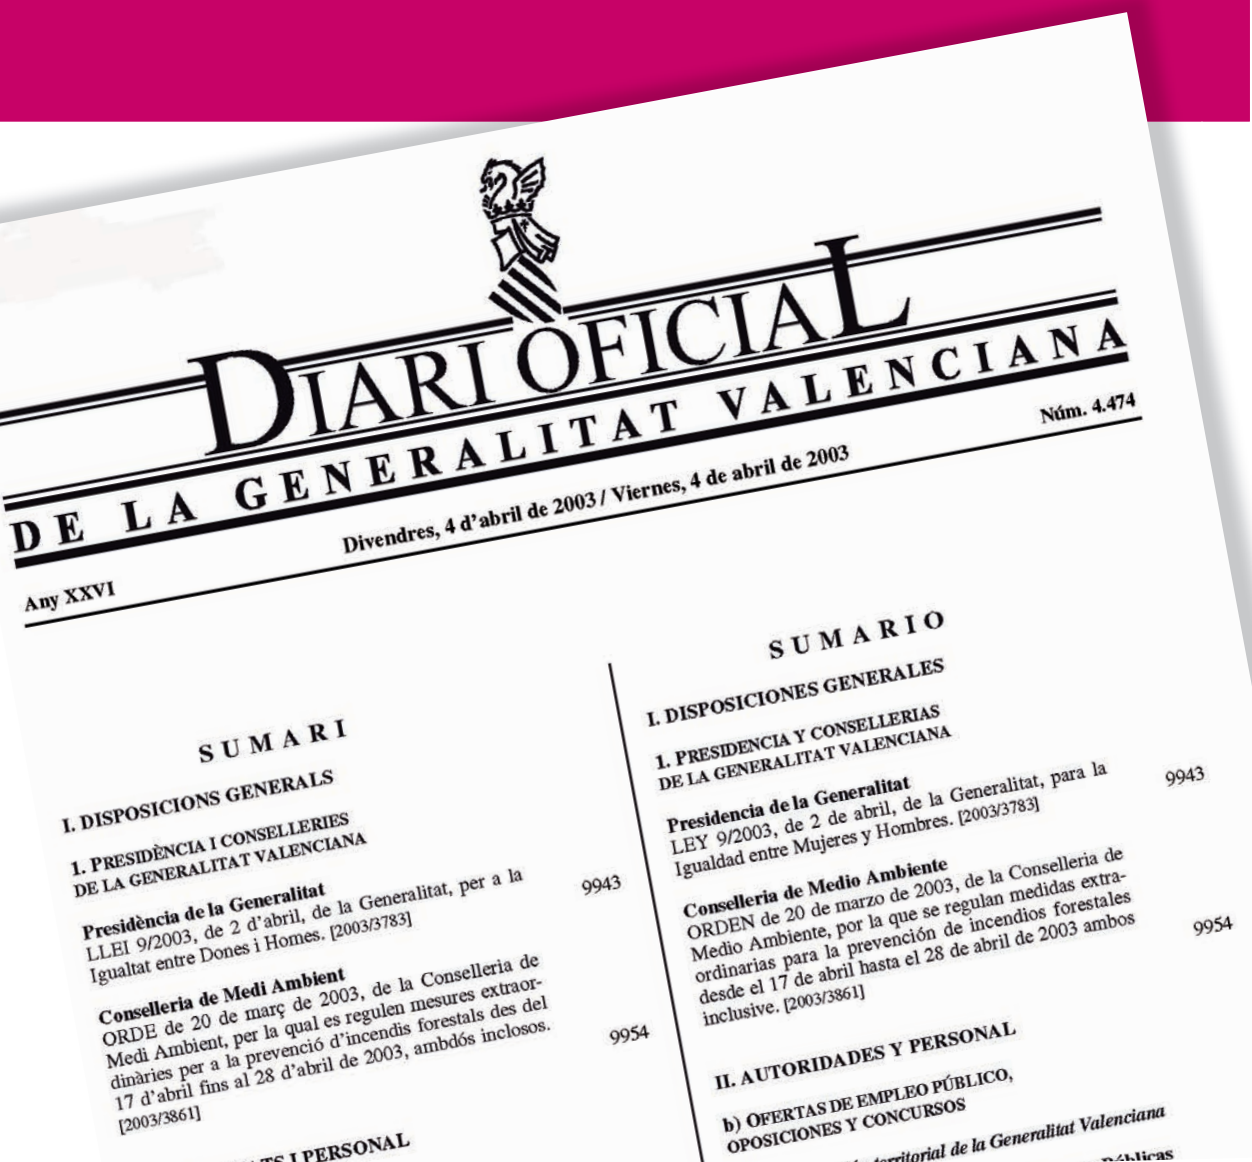 DIARI OFICIAL
DE LA GENERALITAT VALENCIANA
Any XXVI
Divendres, 4 d'abril de 2003 / Viernes, 4 de abril de 2003
Núm. 4.474
SUMARI
I. DISPOSICIONS GENERALS
1. PRESIDÈNCIA I CONSELLERIES
DE LA GENERALITAT VALENCIANA
Presidència de la Generalitat
LLEI 9/2003, de 2 d'abril, de la Generalitat, per a la
Igualtat entre Dones i Homes. [2003/3783]
9943
Conselleria de Medi Ambient
ORDE de 20 de març de 2003, de la Conselleria de
Medi Ambient, per la qual es regulen mesures extraor-
dinàries per a la prevenció d'incendis forestals des del
17 d'abril fins al 28 d'abril de 2003, ambdós inclosos.
[2003/3861]
9954
I PERSONAL
SUMARIO
I. DISPOSICIONES GENERALES
1. PRESIDENCIA Y CONSELLERIAS
DE LA GENERALITAT VALENCIANA
Presidencia de la Generalitat
LEY 9/2003, de 2 de abril, de la Generalitat, para la
Igualdad entre Mujeres y Hombres. [2003/3783]
9943
Conselleria de Medio Ambiente
ORDEN de 20 de marzo de 2003, de la Conselleria de
Medio Ambiente, por la que se regulan medidas extra-
ordinarias para la prevención de incendios forestales
desde el 17 de abril hasta el 28 de abril de 2003 ambos
inclusive. [2003/3861]
9954
II. AUTORIDADES Y PERSONAL
b) OFERTAS DE EMPLEO PÚBLICO,
OPOSICIONES Y CONCURSOS
territorial de la Generalitat Valenciana
Públicas